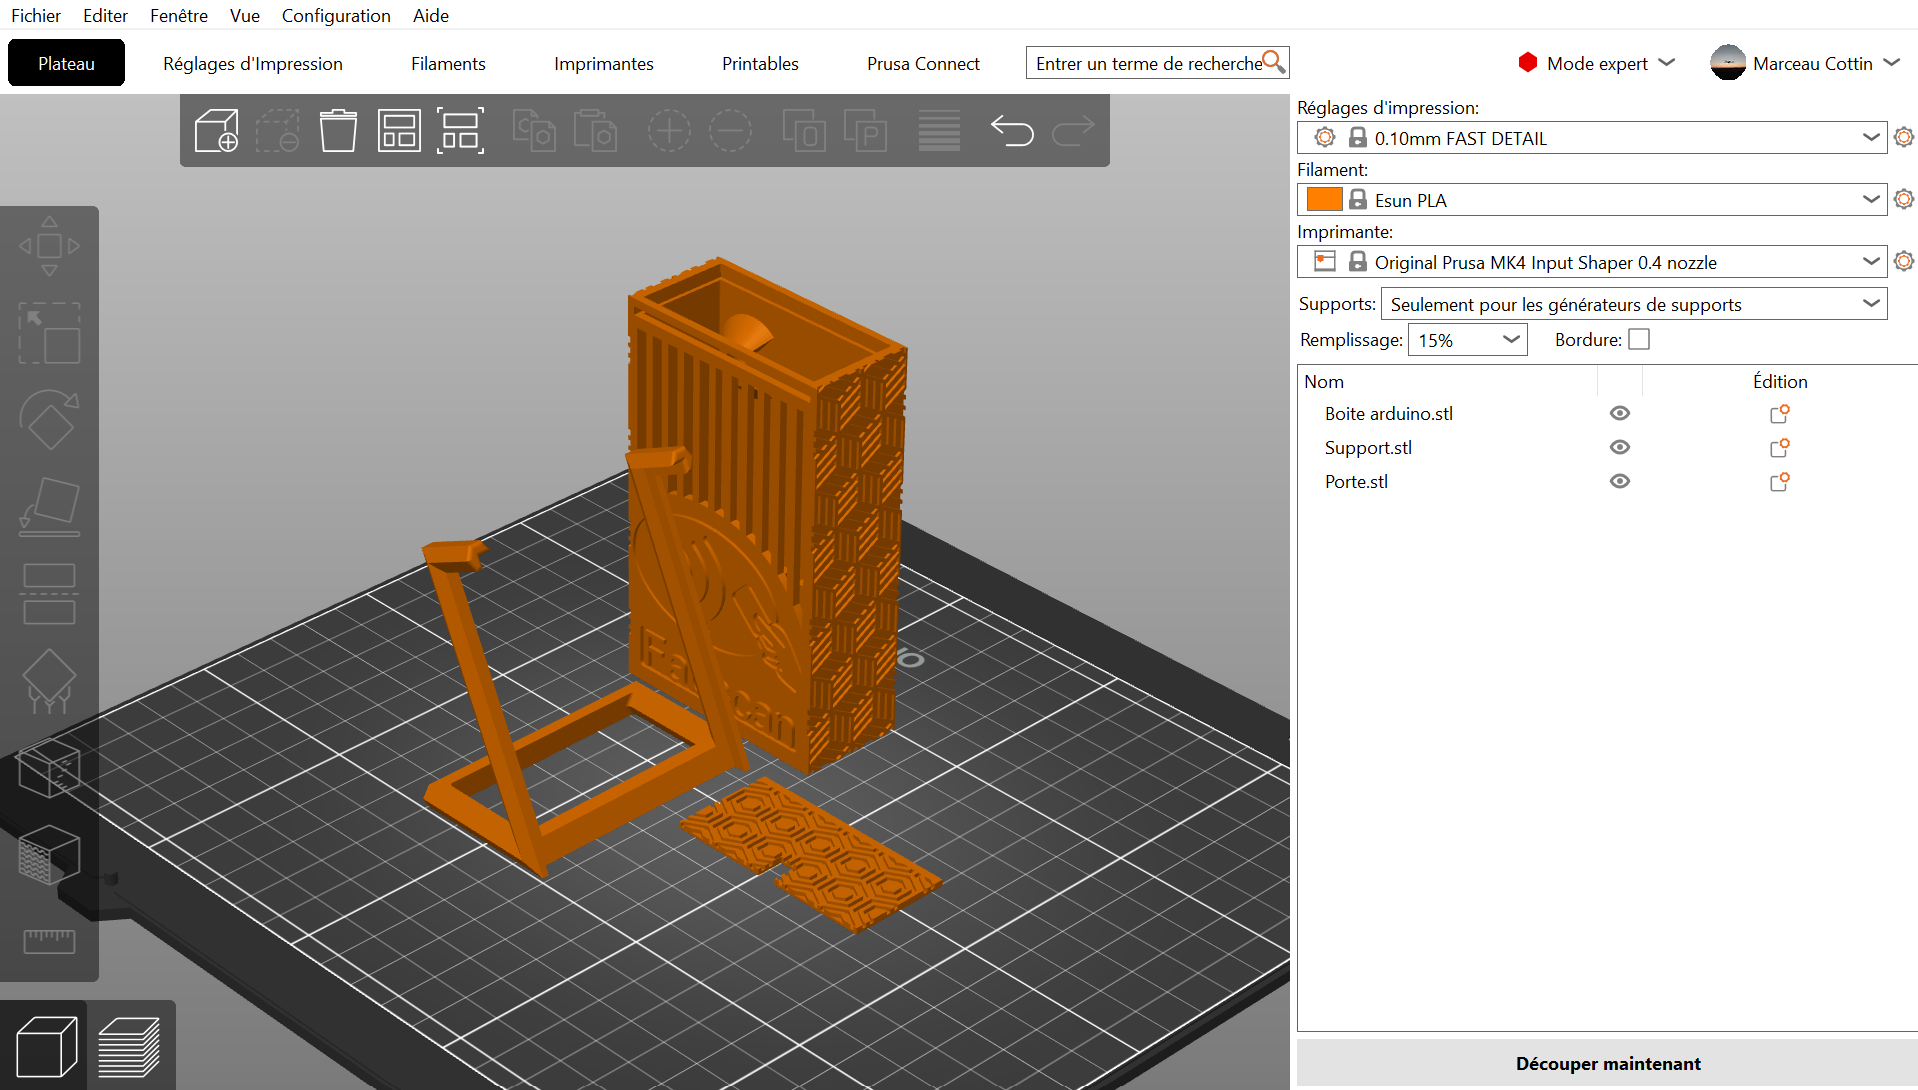 Fichier Editer Fenêtre Vue Configuration Aide
Plateau Réglages d'Impression Filaments Imprimantes Printables Prusa Connect Entrer un terme de recherche Mode expert Marceau Cottin
Réglages d'impression:
0.10mm FAST DETAIL
Filament:
Esun PLA
Imprimante:
Original Prusa MK4 Input Shaper 0.4 nozzle
Supports: Seulement pour les générateurs de supports
Remplissage: 15% Bordure:
Nom Édition
Boite arduino.stl
Support.stl
Porte.stl
Découper maintenant